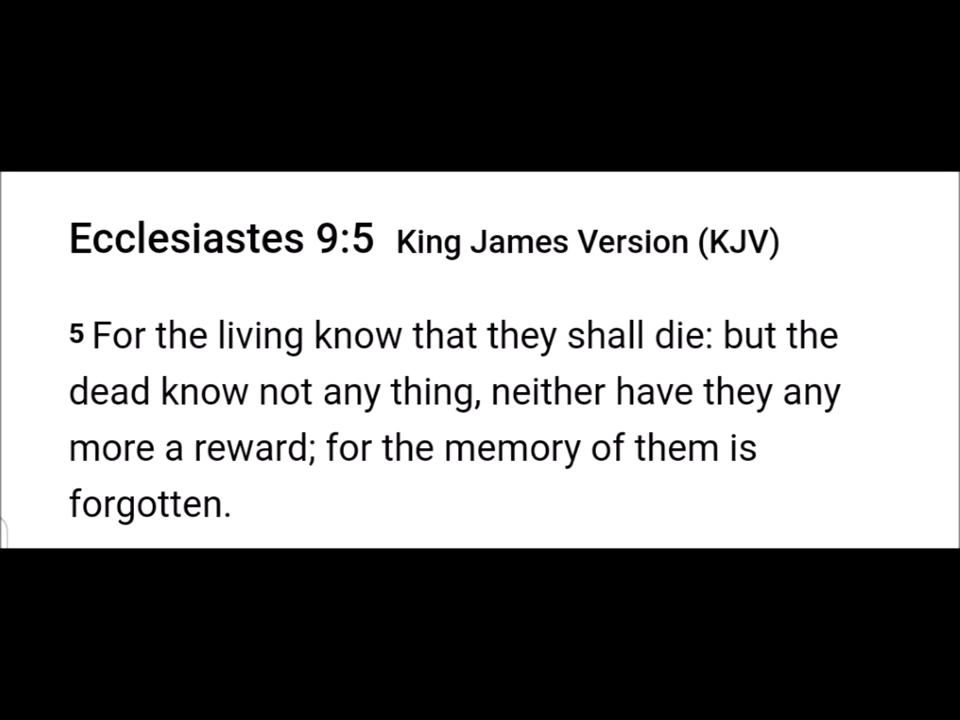 Ecclesiastes 9:5 King James Version (KJV)
5 For the living know that they shall die: but the
dead know not any thing, neither have they any
more a reward; for the memory of them is
forgotten.